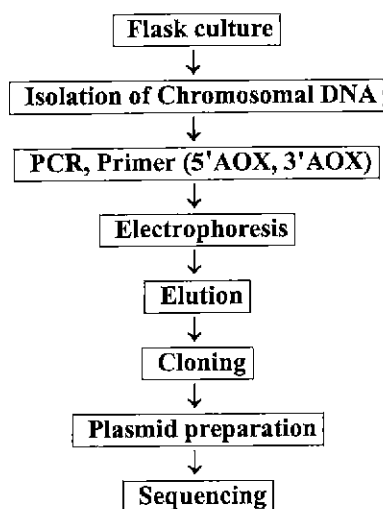 Flask culture
Isolation of Chromosomal DNA
PCR, Primer (5'AOX, 3'AOX)
Electrophoresis
Elution
Cloning
Plasmid preparation
Sequencing